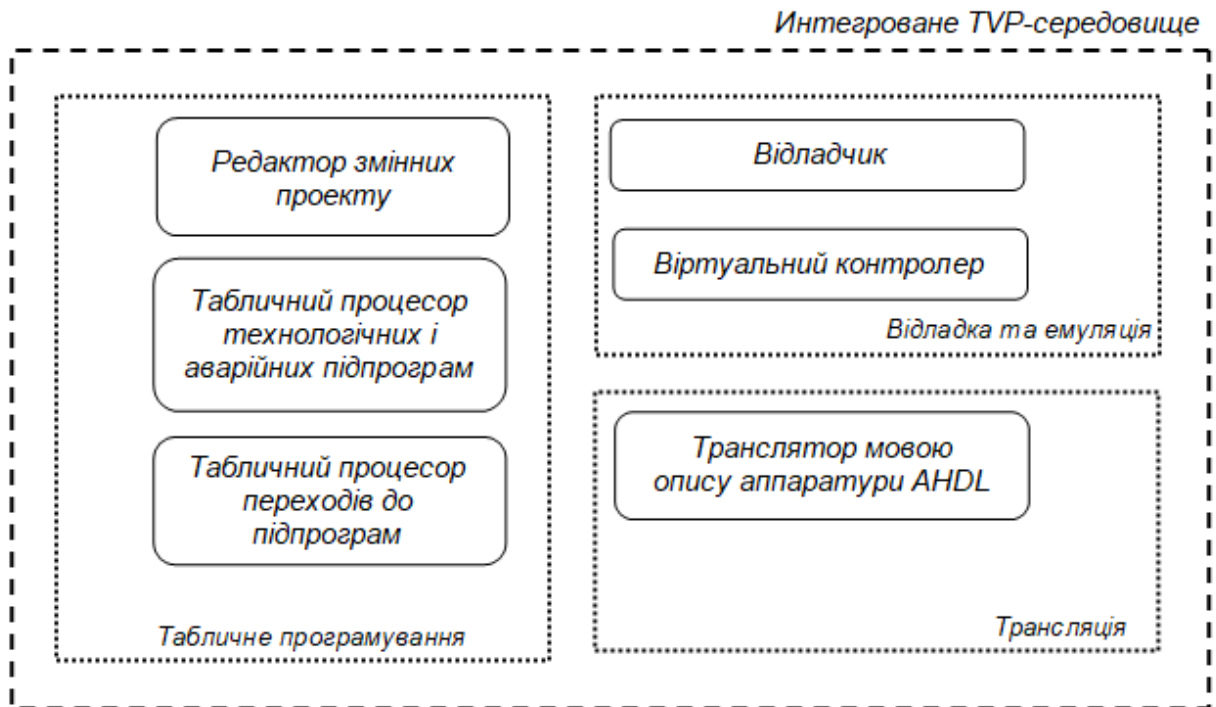 Интегроване TVP-середовище
Редактор змінних
проекту
Табличний процесор
технологічних і
аварійних підпрограм
Табличний процесор
переходів до
підпрограм
Табличне програмування
Відладчик
Віртуальний контролер
Відладка та емуляція
Транслятор мовою
опису аппаратури AHDL
Трансляція